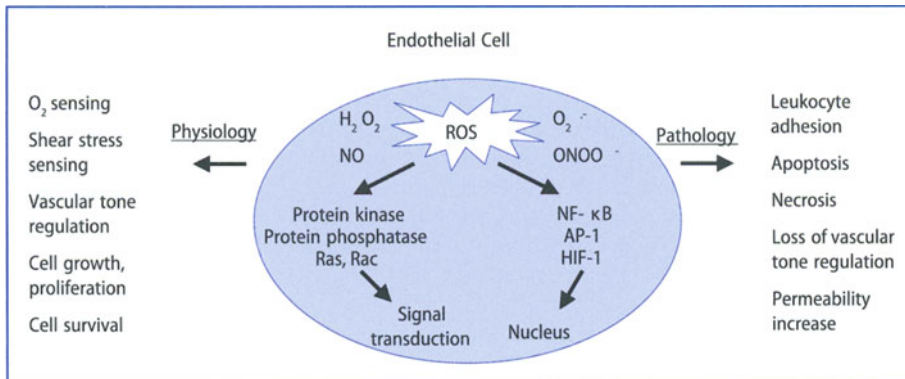 Endothelial Cell
O₂ sensing
Shear stress
sensing
Vascular tone
regulation
Cell growth,
proliferation
Cell survival
Physiology
H₂ O₂
NO
ROS
O₂·⁻
ONOO⁻
Protein kinase
Protein phosphatase
Ras, Rac
Signal
transduction
NF- κB
AP-1
HIF-1
Nucleus
Pathology
Leukocyte
adhesion
Apoptosis
Necrosis
Loss of vascular
tone regulation
Permeability
increase